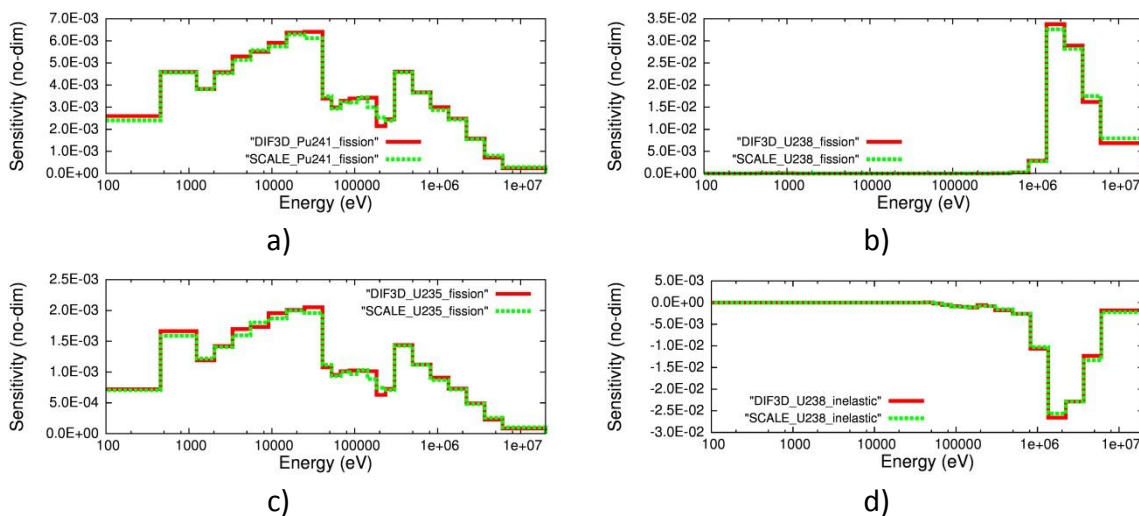 Sensitivity (no-dim)
7.0E-03
6.0E-03
5.0E-03
4.0E-03
3.0E-03
2.0E-03
1.0E-03
0.0E+00
"DIF3D_Pu241_fission"
"SCALE_Pu241_fission"
100 1000 10000 100000 1e+06 1e+07
Energy (eV)
a)
Sensitivity (no-dim)
3.5E-02
3.0E-02
2.5E-02
2.0E-02
1.5E-02
1.0E-02
5.0E-03
0.0E+00
"DIF3D_U238_fission"
"SCALE_U238_fission"
100 1000 10000 100000 1e+06 1e+07
Energy (eV)
b)
Sensitivity (no-dim)
2.5E-03
2.0E-03
1.5E-03
1.0E-03
5.0E-04
0.0E+00
"DIF3D_U235_fission"
"SCALE_U235_fission"
100 1000 10000 100000 1e+06 1e+07
Energy (eV)
c)
Sensitivity (no-dim)
5.0E-03
0.0E+00
-5.0E-03
-1.0E-02
-1.5E-02
-2.0E-02
-2.5E-02
-3.0E-02
"DIF3D_U238_inelastic"
"SCALE_U238_inelastic"
100 1000 10000 100000 1e+06 1e+07
Energy (eV)
d)